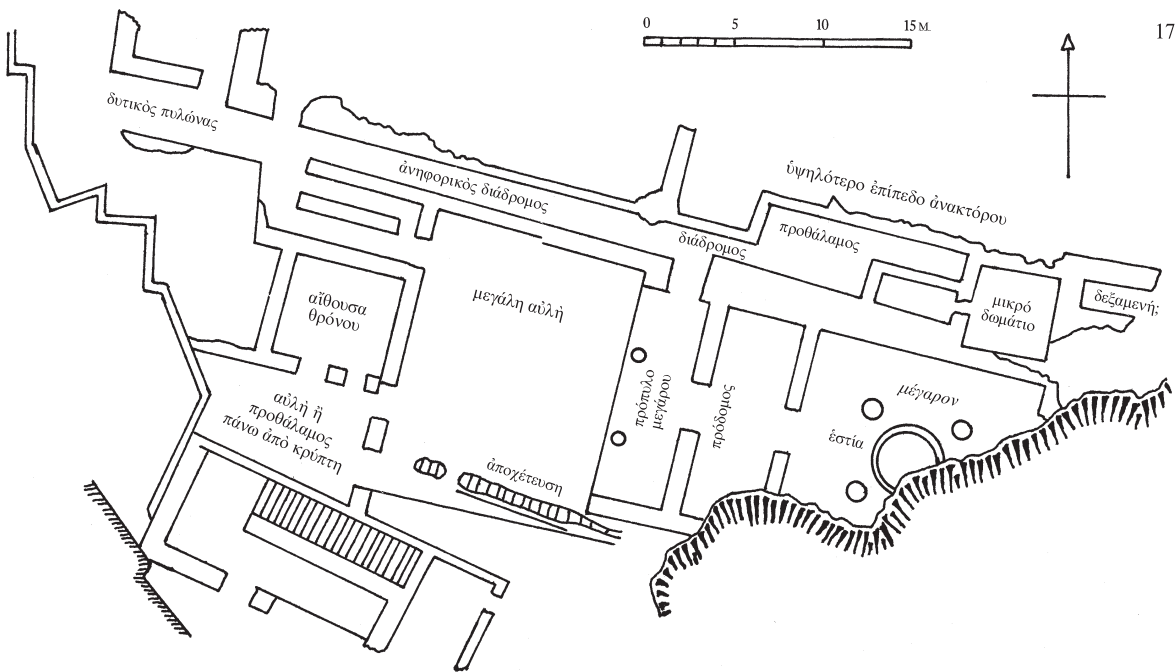 0 5 10 15 Μ.
17
δυτικὸς πυλώνας
ἀνηφορικὸς διάδρομος
ὑψηλότερο ἐπίπεδο ἀνακτόρου
διάδρομος
προθάλαμος
αἴθουσα
θρόνου
μεγάλη αὐλὴ
μικρό
δωμάτιο
δεξαμενή;
πρόπυλο
μεγάρου
πρόδομος
μέγαρον
ἑστία
αὐλὴ ἢ
προθάλαμος
πάνω ἀπὸ κρύπτη
ἀποχέτευση